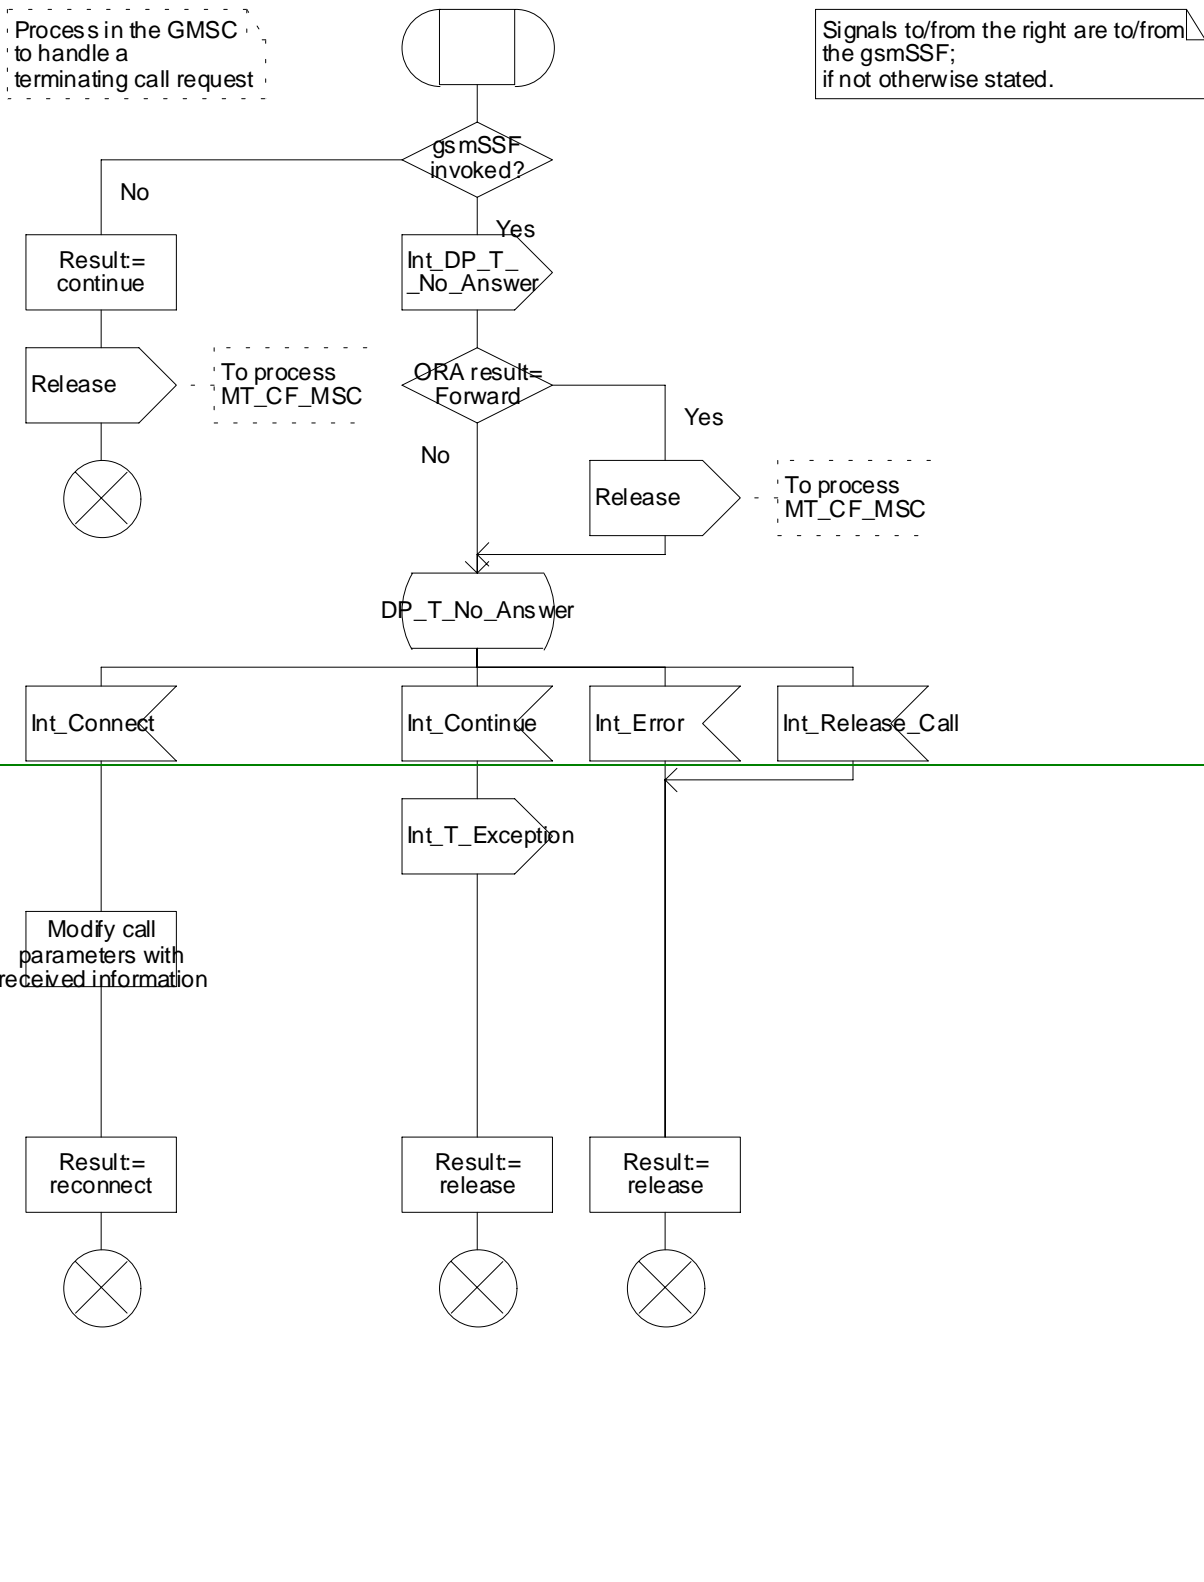 Process in the GMSC
to handle a
terminating call request
Signals to/from the right are to/from
the gsmSSF;
if not otherwise stated.
gsmSSF
invoked?
No
Yes
Result:=
continue
Int_DP_T_
_No_Answer
Release
To process
MT_CF_MSC
ORA result=
Forward
Yes
No
Release
To process
MT_CF_MSC
DP_T_No_Answer
Int_Connect
Int_Continue
Int_Error
Int_Release_Call
Int_T_Exception
Modify call
parameters with
received information
Result:=
reconnect
Result:=
release
Result:=
release